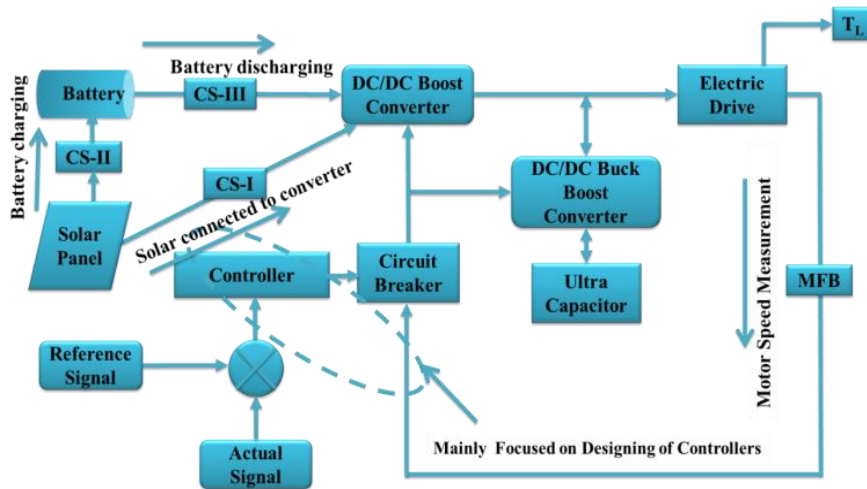 T_L
Battery discharging
Battery charging
Battery
CS-III
DC/DC Boost
Converter
Electric
Drive
CS-II
CS-I
Solar connected to converter
DC/DC Buck
Boost
Converter
Solar
Panel
Controller
Circuit
Breaker
Ultra
Capacitor
Motor Speed Measurement
MFB
Reference
Signal
Actual
Signal
Mainly Focused on Designing of Controllers